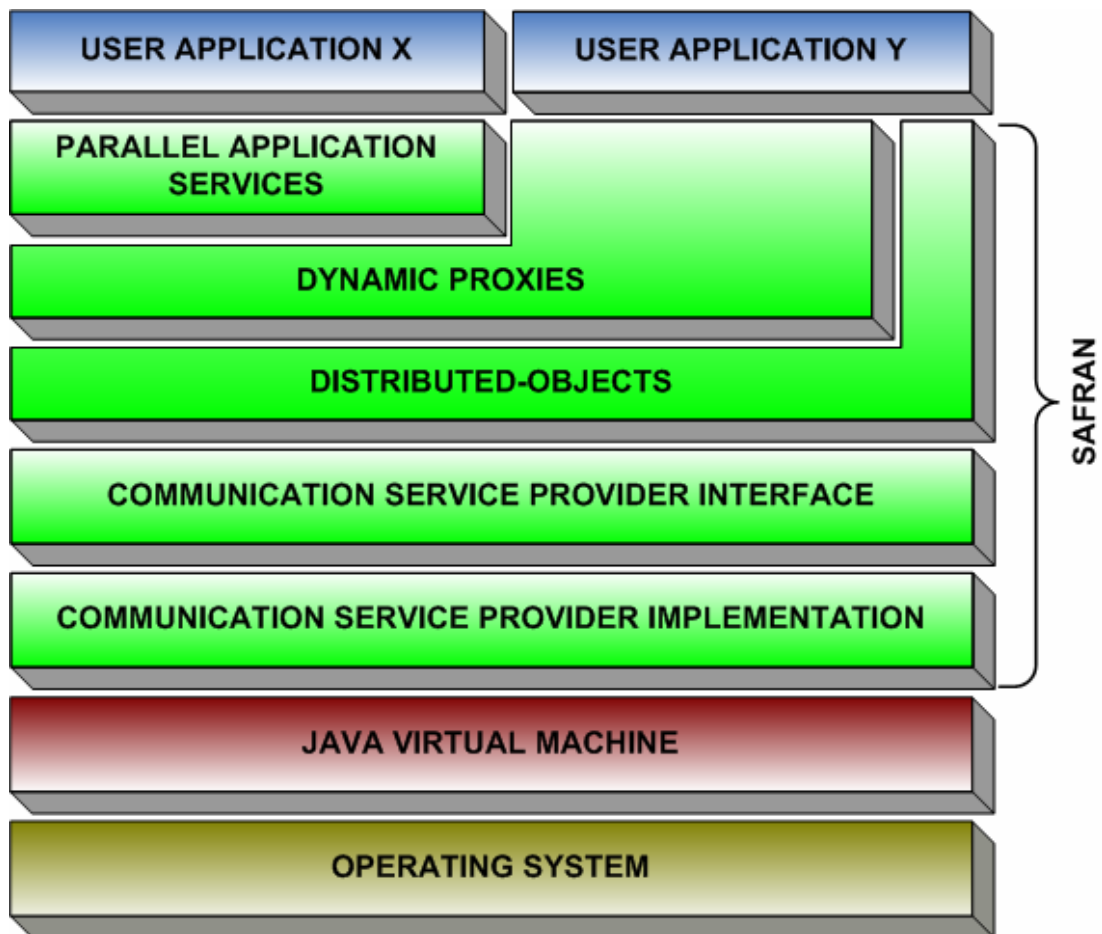 USER APPLICATION X
USER APPLICATION Y
PARALLEL APPLICATION
SERVICES
DYNAMIC PROXIES
DISTRIBUTED-OBJECTS
SAFRAN
COMMUNICATION SERVICE PROVIDER INTERFACE
COMMUNICATION SERVICE PROVIDER IMPLEMENTATION
JAVA VIRTUAL MACHINE
OPERATING SYSTEM